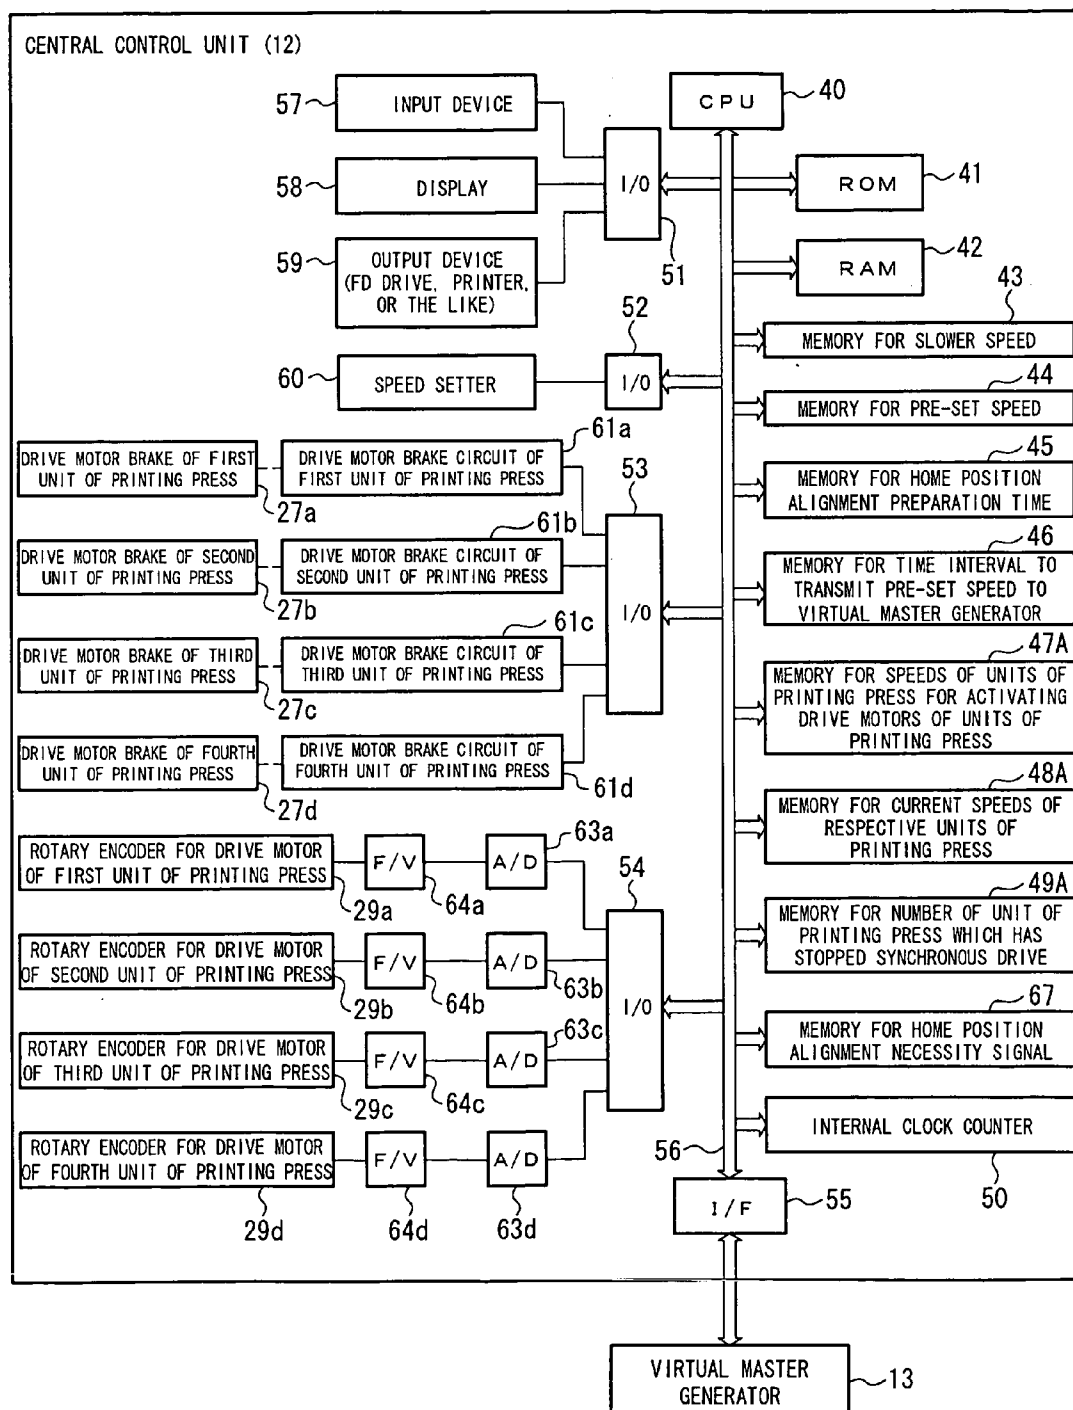 CENTRAL CONTROL UNIT (12)
57
INPUT DEVICE
CPU
40
58
DISPLAY
I/O
51
ROM
41
59
OUTPUT DEVICE
(FD DRIVE, PRINTER,
OR THE LIKE)
RAM
42
43
MEMORY FOR SLOWER SPEED
60
SPEED SETTER
52
I/O
44
MEMORY FOR PRE-SET SPEED
DRIVE MOTOR BRAKE OF FIRST
UNIT OF PRINTING PRESS
27a
DRIVE MOTOR BRAKE CIRCUIT OF
FIRST UNIT OF PRINTING PRESS
61a
53
I/O
45
MEMORY FOR HOME POSITION
ALIGNMENT PREPARATION TIME
DRIVE MOTOR BRAKE OF SECOND
UNIT OF PRINTING PRESS
27b
61b
DRIVE MOTOR BRAKE CIRCUIT OF
SECOND UNIT OF PRINTING PRESS
46
MEMORY FOR TIME INTERVAL TO
TRANSMIT PRE-SET SPEED TO
VIRTUAL MASTER GENERATOR
DRIVE MOTOR BRAKE OF THIRD
UNIT OF PRINTING PRESS
27c
61c
DRIVE MOTOR BRAKE CIRCUIT OF
THIRD UNIT OF PRINTING PRESS
47A
MEMORY FOR SPEEDS OF UNITS OF
PRINTING PRESS FOR ACTIVATING
DRIVE MOTORS OF UNITS OF
PRINTING PRESS
DRIVE MOTOR BRAKE OF FOURTH
UNIT OF PRINTING PRESS
27d
DRIVE MOTOR BRAKE CIRCUIT OF
FOURTH UNIT OF PRINTING PRESS
61d
48A
MEMORY FOR CURRENT SPEEDS OF
RESPECTIVE UNITS OF
PRINTING PRESS
ROTARY ENCODER FOR DRIVE MOTOR
OF FIRST UNIT OF PRINTING PRESS
29a
F/V
64a
A/D
63a
54
I/O
49A
MEMORY FOR NUMBER OF UNIT OF
PRINTING PRESS WHICH HAS
STOPPED SYNCHRONOUS DRIVE
ROTARY ENCODER FOR DRIVE MOTOR
OF SECOND UNIT OF PRINTING PRESS
29b
F/V
64b
A/D
63b
67
MEMORY FOR HOME POSITION
ALIGNMENT NECESSITY SIGNAL
ROTARY ENCODER FOR DRIVE MOTOR
OF THIRD UNIT OF PRINTING PRESS
29c
F/V
64c
A/D
63c
INTERNAL CLOCK COUNTER
50
ROTARY ENCODER FOR DRIVE MOTOR
OF FOURTH UNIT OF PRINTING PRESS
29d
F/V
64d
A/D
63d
56
I/F
55
VIRTUAL MASTER
GENERATOR
13